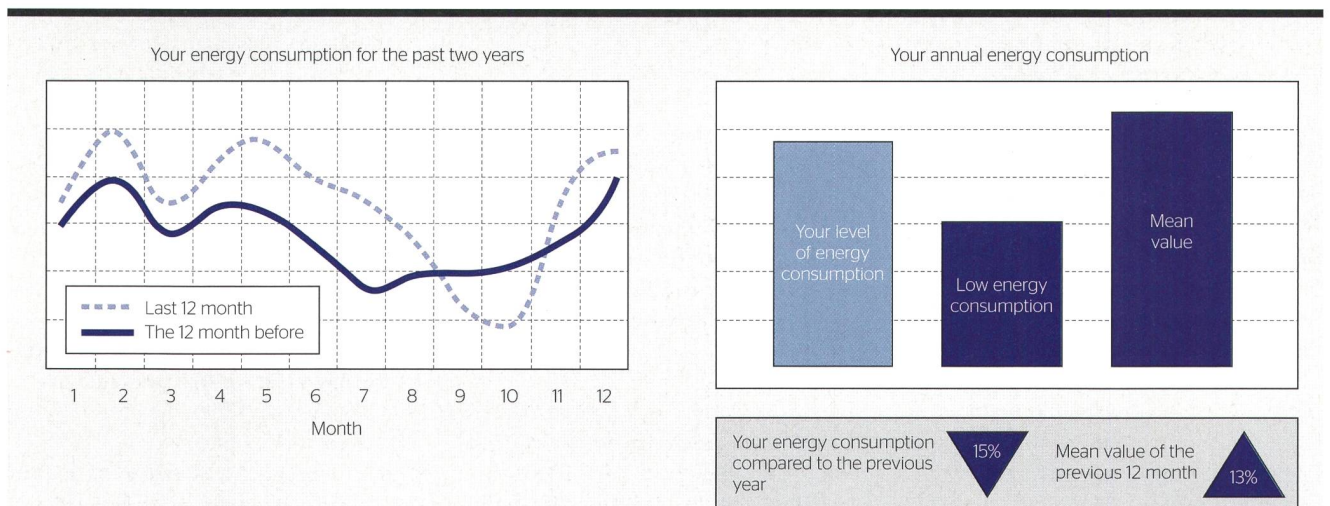 Your energy consumption for the past two years
Last 12 month
The 12 month before
1 2 3 4 5 6 7 8 9 10 11 12
Month
Your annual energy consumption
Your level
of energy
consumption
Low energy
consumption
Mean
value
Your energy consumption
compared to the previous
year
15%
Mean value of the
previous 12 month
13%